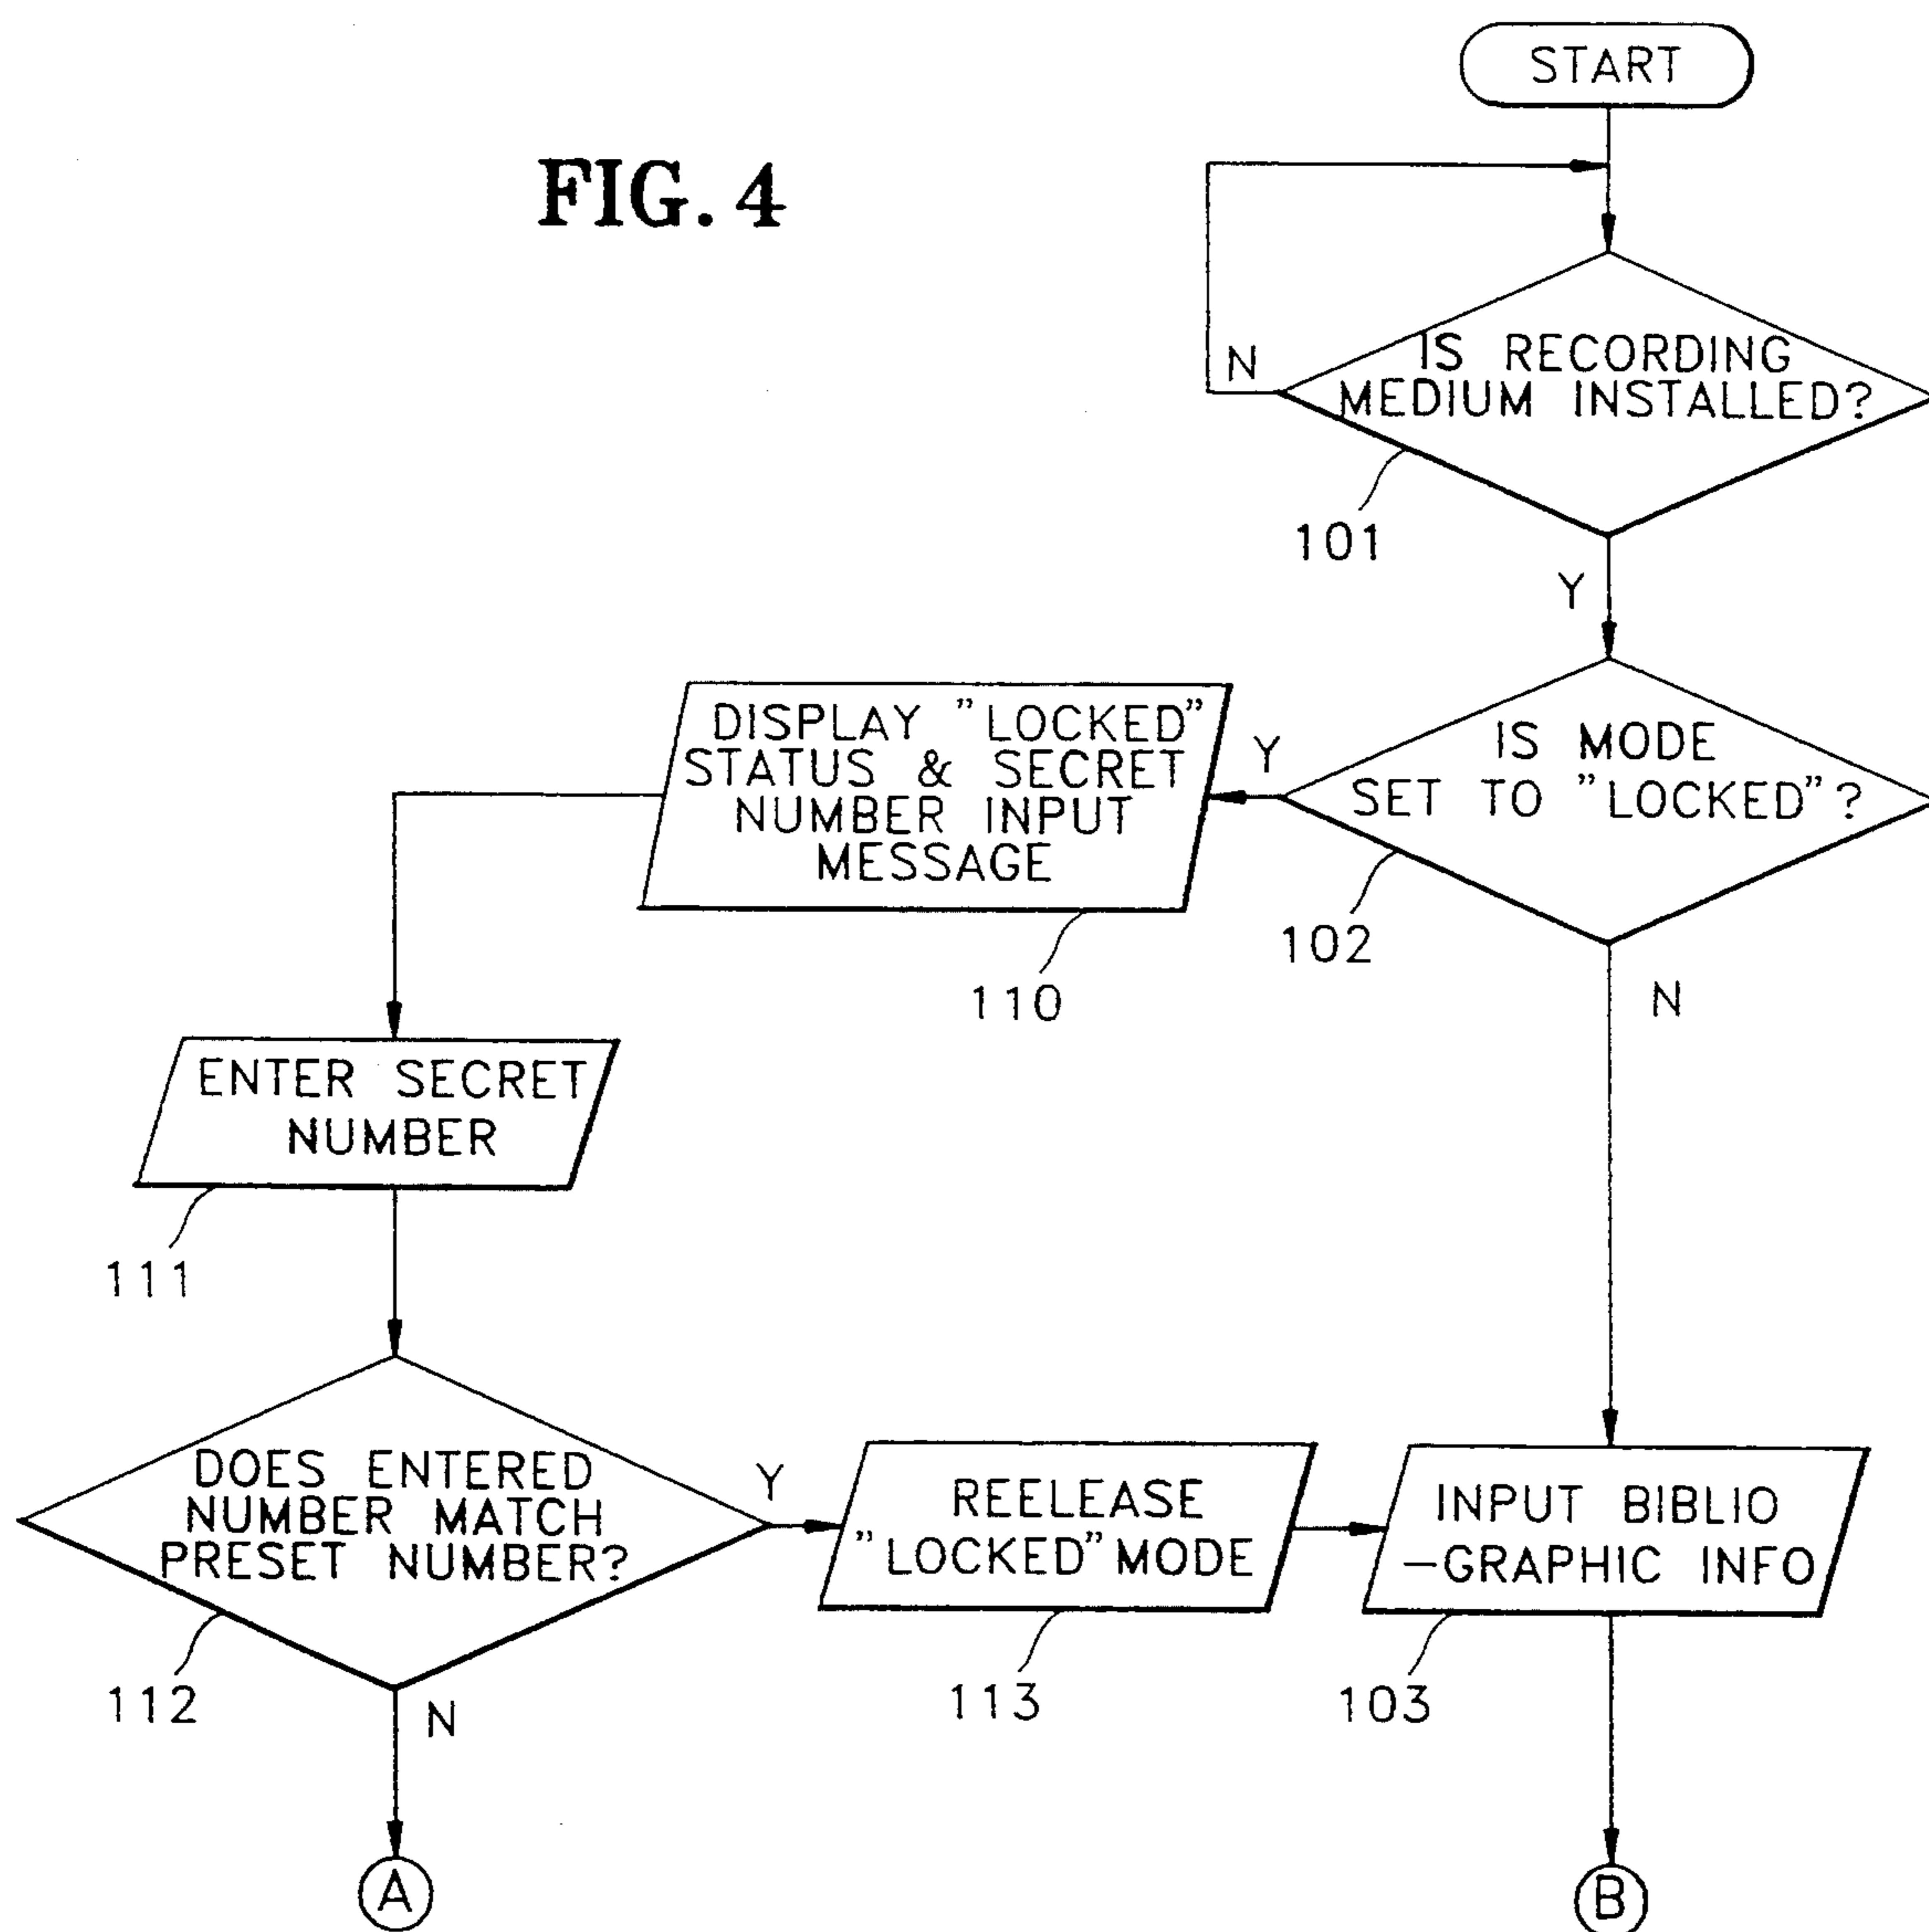 START
FIG. 4
IS RECORDING
MEDIUM INSTALLED?
N
101
Y
IS MODE
SET TO "LOCKED"?
Y
102
N
DISPLAY "LOCKED"
STATUS & SECRET
NUMBER INPUT
MESSAGE
110
ENTER SECRET
NUMBER
111
DOES ENTERED
NUMBER MATCH
PRESET NUMBER?
Y
112
N
REELEASE
"LOCKED" MODE
113
INPUT BIBLIO
-GRAPHIC INFO
103
A
B